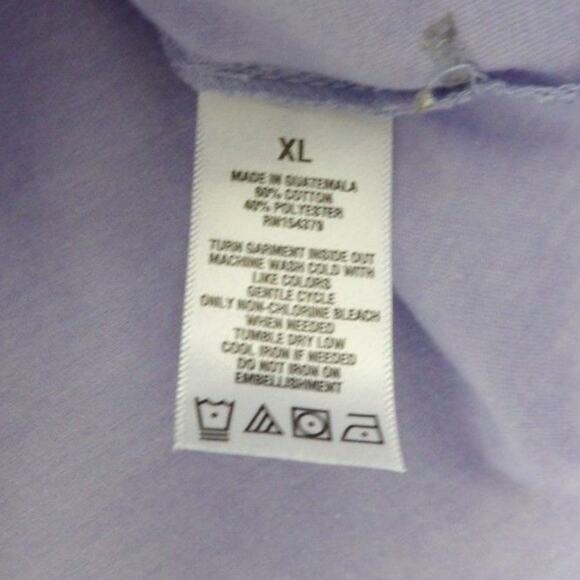 XL
MADE IN GUATEMALA
60% COTTON
40% POLYESTER
RN154379
TURN GARMENT INSIDE OUT
MACHINE WASH COLD WITH
LIKE COLORS
GENTLE CYCLE
ONLY NON-CHLORINE BLEACH
WHEN NEEDED
TUMBLE DRY LOW
COOL IRON IF NEEDED
DO NOT IRON ON
EMBELLISHMENT